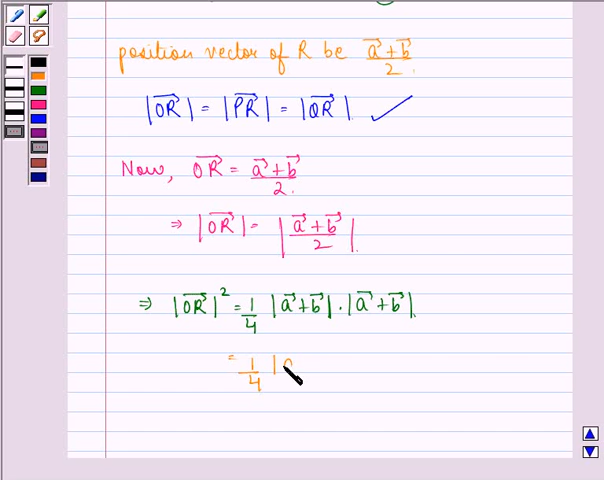 position vector of R be (a⃗+b⃗)/2.
|OR⃗| = |PR⃗| = |QR⃗|. ✓
Now, OR⃗ = (a⃗+b⃗)/2.
⇒ |OR⃗| = |(a⃗+b⃗)/2|.
⇒ |OR⃗|² = 1/4 |a⃗+b⃗| · |a⃗+b⃗|.
= 1/4 |